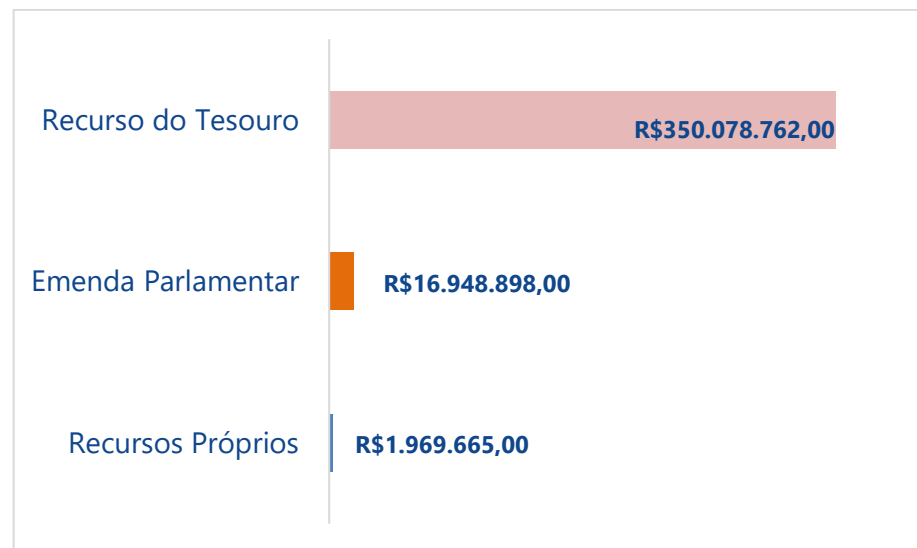 Recurso do Tesouro
R$350.078.762,00
Emenda Parlamentar
R$16.948.898,00
Recursos Próprios
R$1.969.665,00